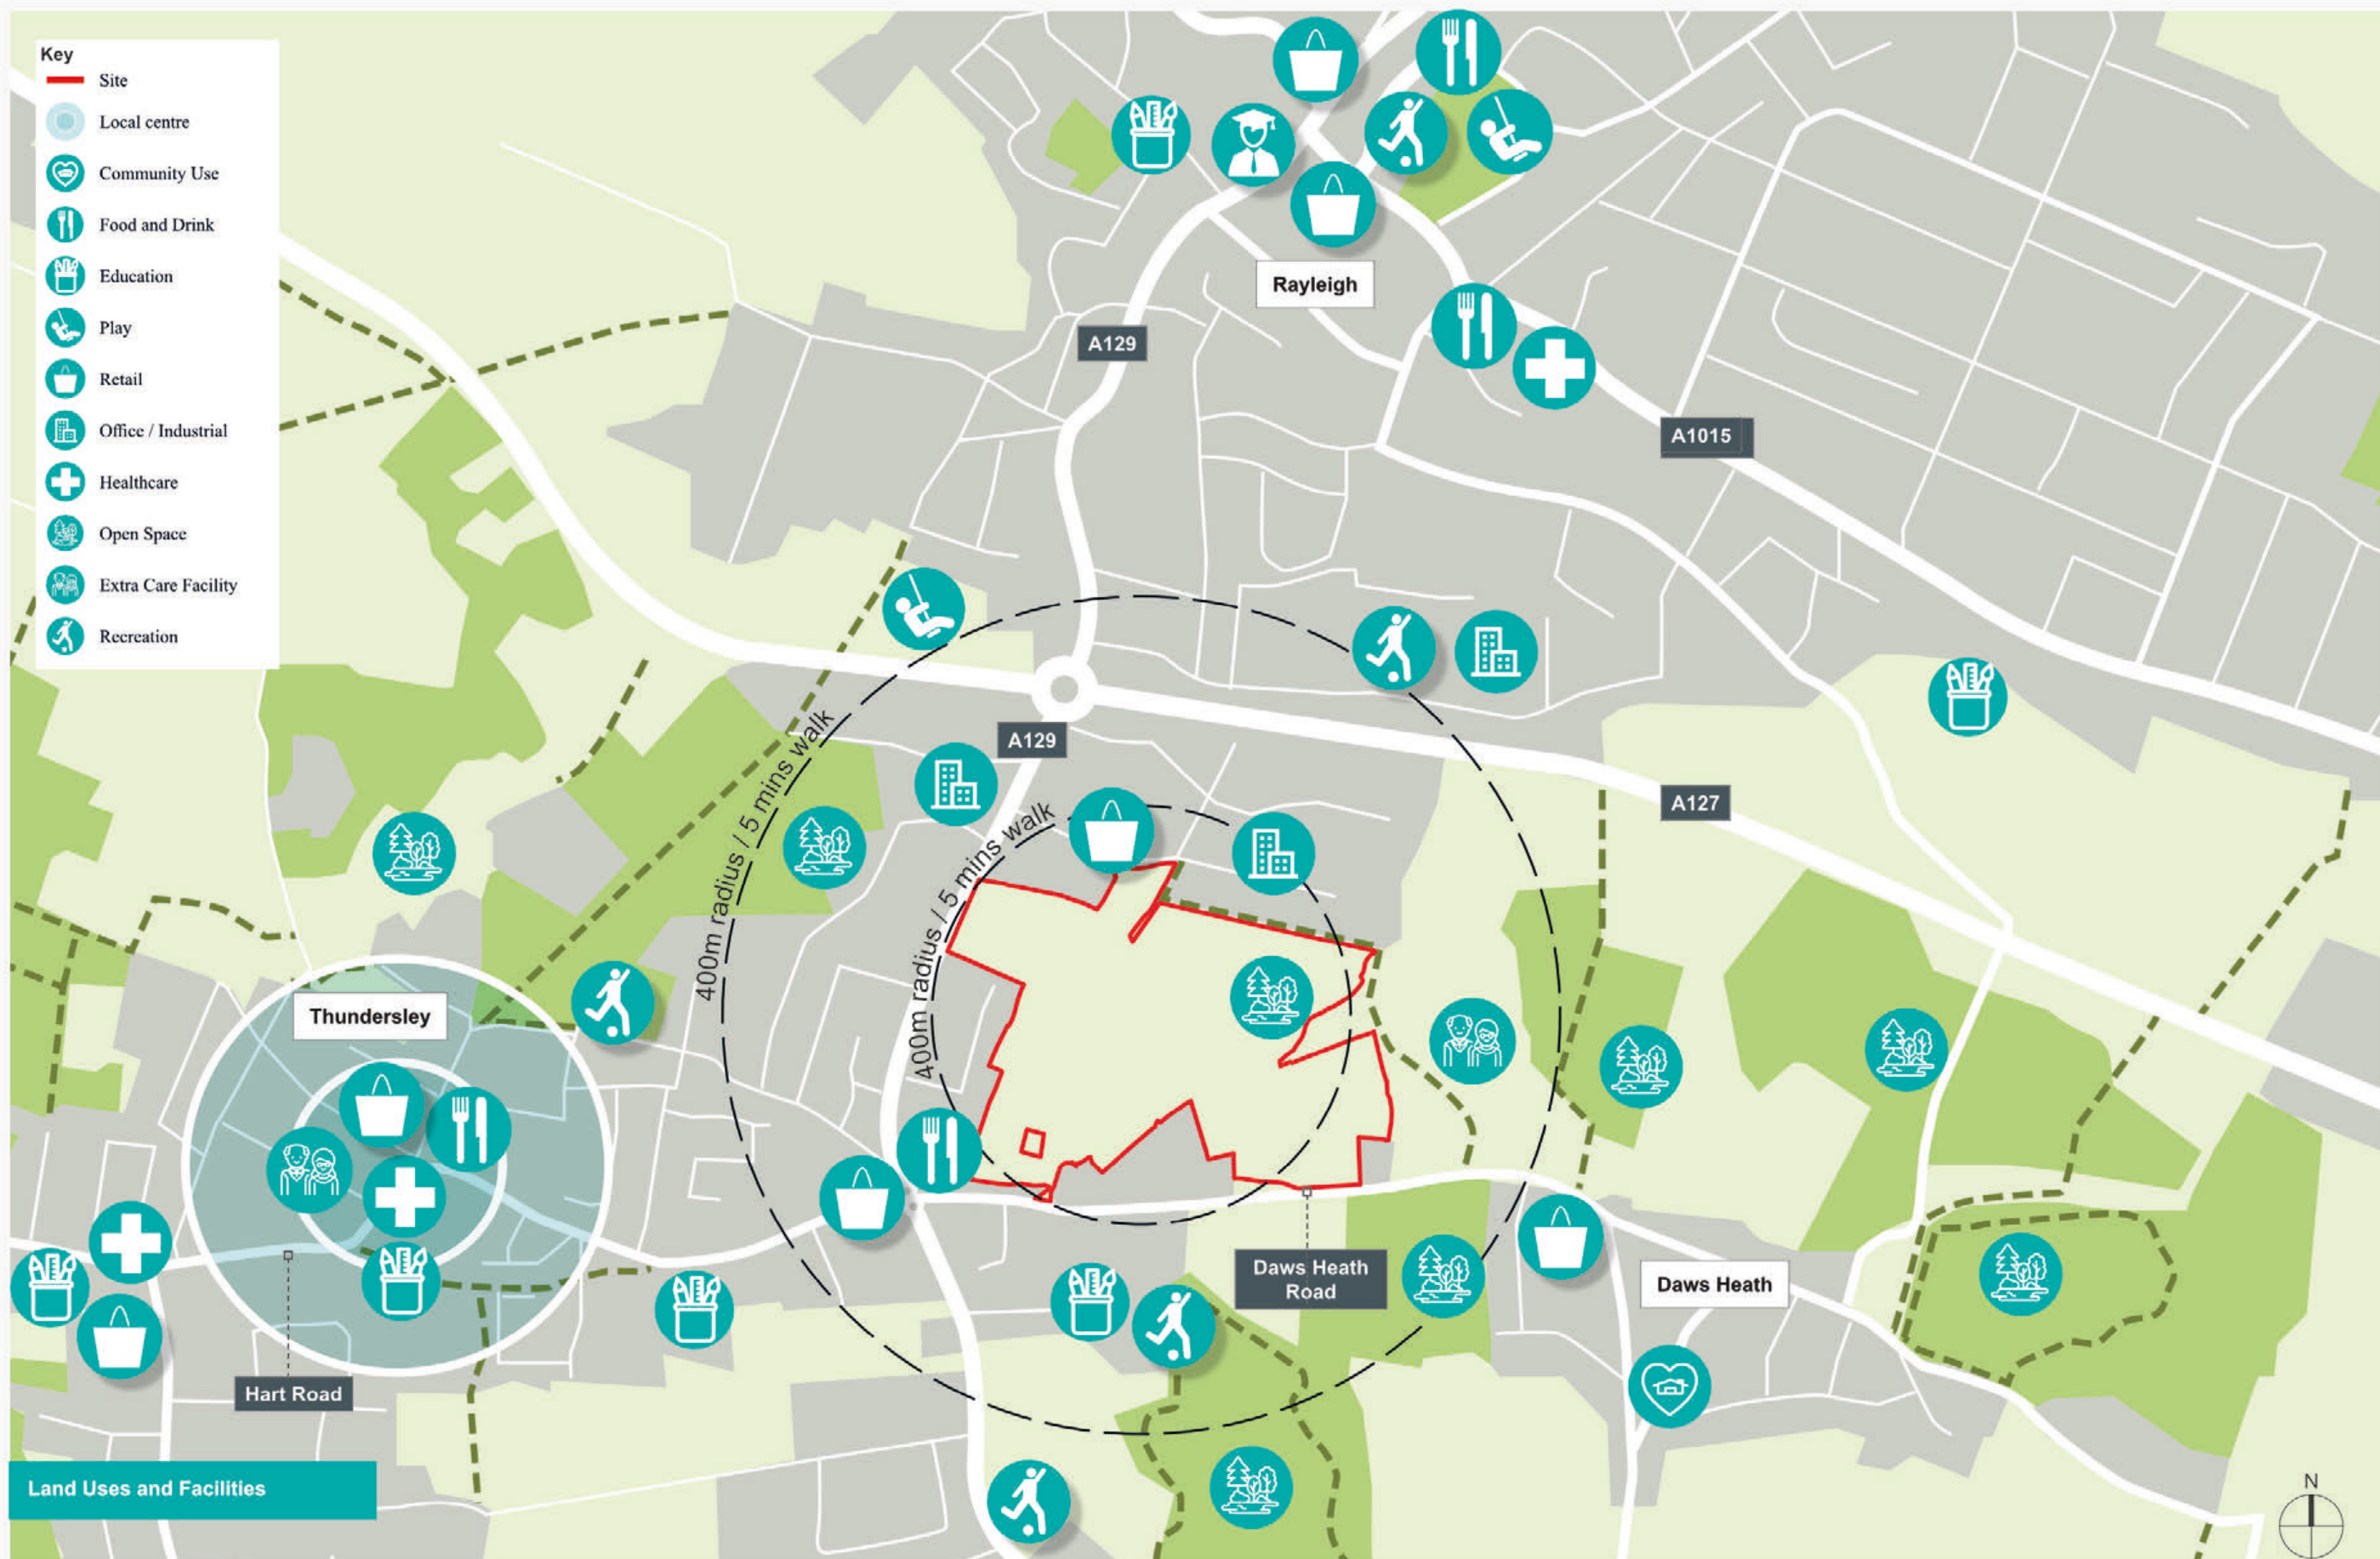 Key
Site
Local centre
Community Use
Food and Drink
Education
Play
Retail
Office / Industrial
Healthcare
Open Space
Extra Care Facility
Recreation
Rayleigh
A129
A1015
A129
A127
400m radius / 5 mins walk
400m radius / 5 mins walk
Thundersley
Daws Heath
Road
Daws Heath
Hart Road
Land Uses and Facilities
N